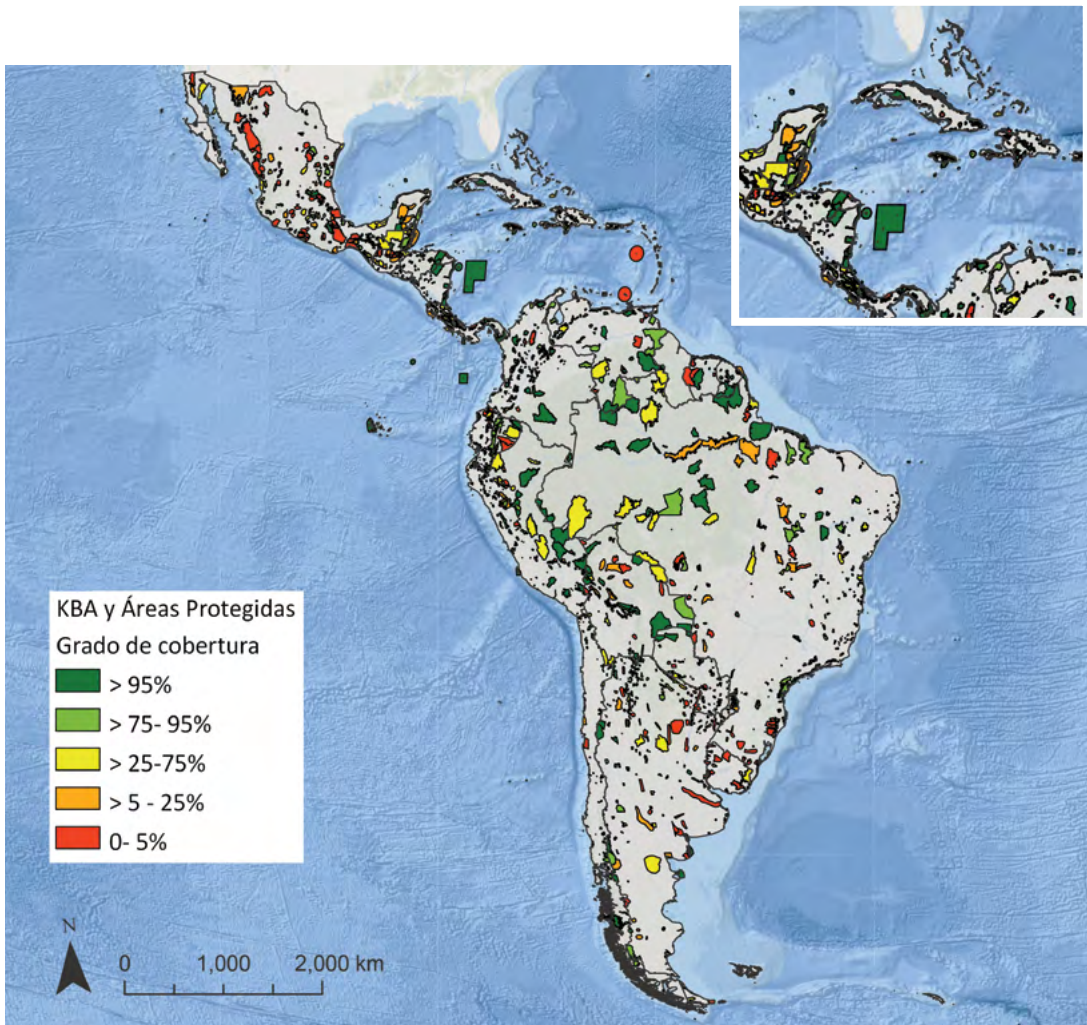 KBA y Áreas Protegidas
Grado de cobertura
> 95%
> 75- 95%
> 25-75%
> 5 - 25%
0- 5%
N
0 1,000 2,000 km